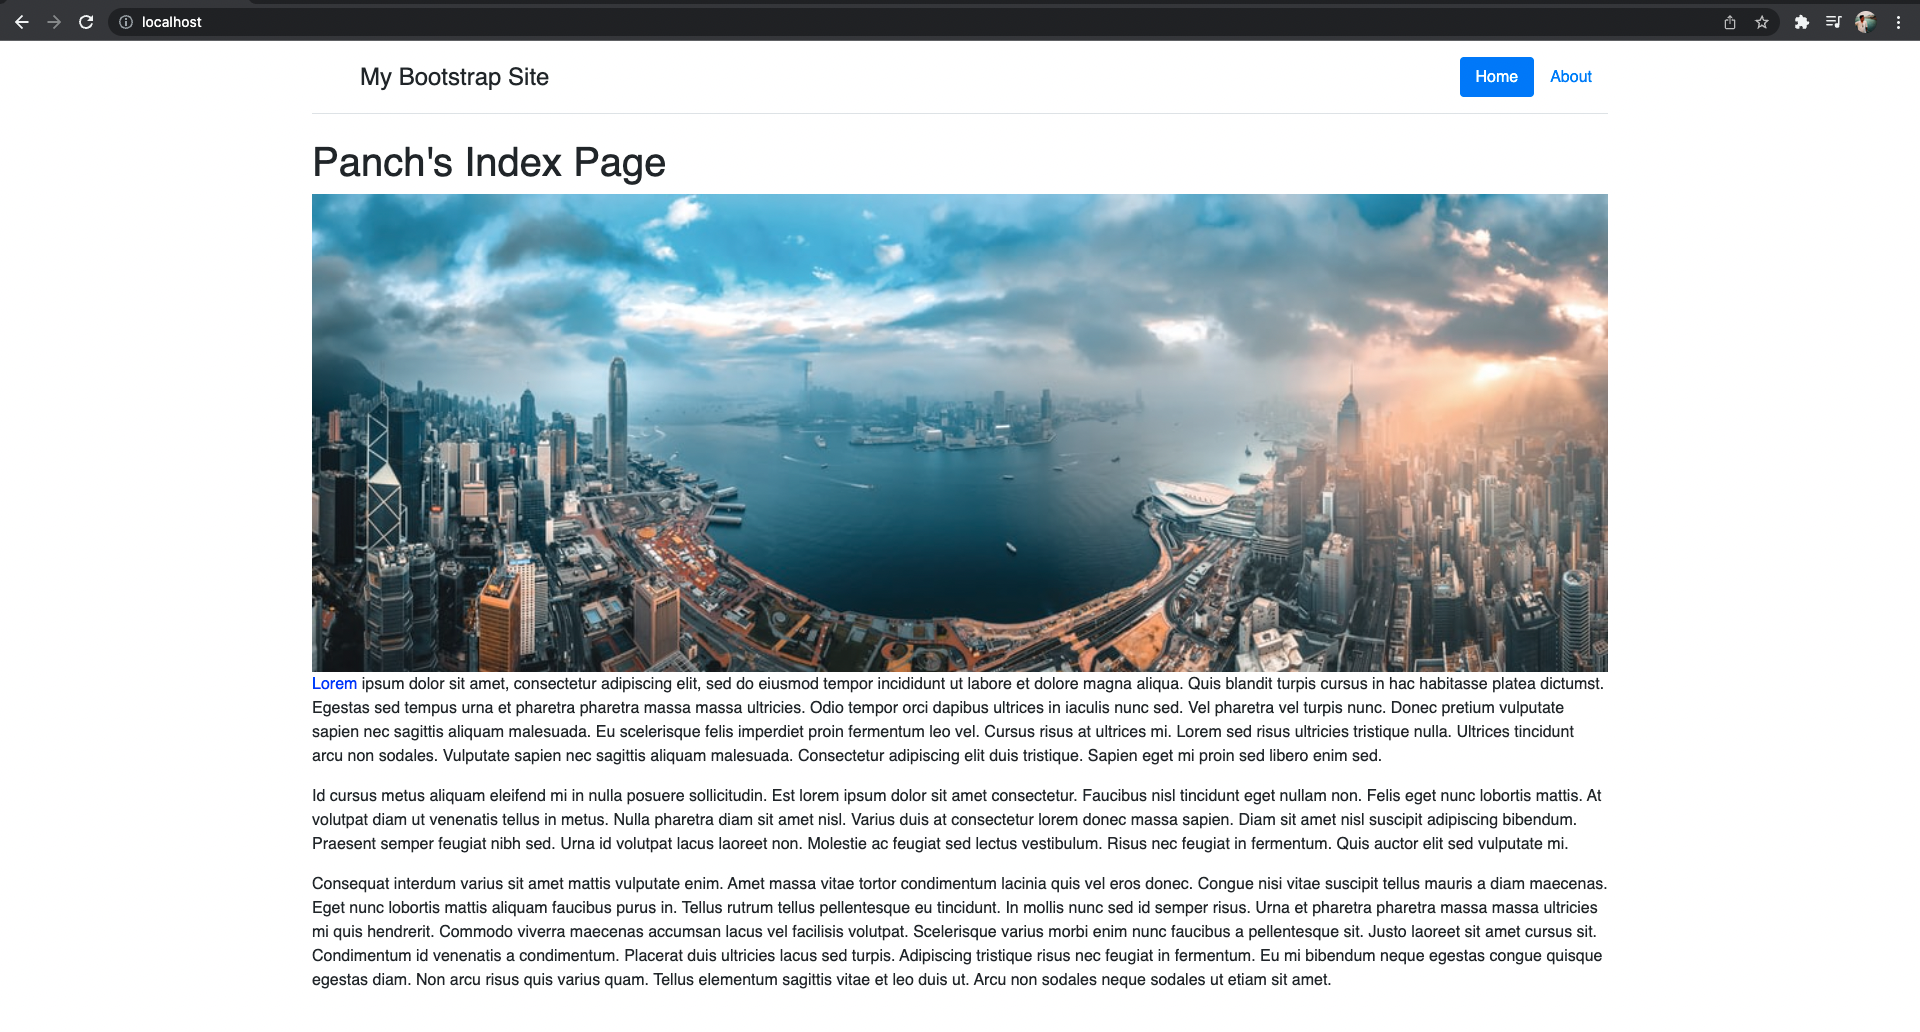 localhost
My Bootstrap Site
Home
About
Panch's Index Page
Lorem ipsum dolor sit amet, consectetur adipiscing elit, sed do eiusmod tempor incididunt ut labore et dolore magna aliqua. Quis blandit turpis cursus in hac habitasse platea dictumst.
Egestas sed tempus urna et pharetra pharetra massa massa ultricies. Odio tempor orci dapibus ultrices in iaculis nunc sed. Vel pharetra vel turpis nunc. Donec pretium vulputate
sapien nec sagittis aliquam malesuada. Eu scelerisque felis imperdiet proin fermentum leo vel. Cursus risus at ultrices mi. Lorem sed risus ultricies tristique nulla. Ultrices tincidunt
arcu non sodales. Vulputate sapien nec sagittis aliquam malesuada. Consectetur adipiscing elit duis tristique. Sapien eget mi proin sed libero enim sed.
Id cursus metus aliquam eleifend mi in nulla posuere sollicitudin. Est lorem ipsum dolor sit amet consectetur. Faucibus nisl tincidunt eget nullam non. Felis eget nunc lobortis mattis. At
volutpat diam ut venenatis tellus in metus. Nulla pharetra diam sit amet nisl. Varius duis at consectetur lorem donec massa sapien. Diam sit amet nisl suscipit adipiscing bibendum.
Praesent semper feugiat nibh sed. Urna id volutpat lacus laoreet non. Molestie ac feugiat sed lectus vestibulum. Risus nec feugiat in fermentum. Quis auctor elit sed vulputate mi.
Consequat interdum varius sit amet mattis vulputate enim. Amet massa vitae tortor condimentum lacinia quis vel eros donec. Congue nisi vitae suscipit tellus mauris a diam maecenas.
Eget nunc lobortis mattis aliquam faucibus purus in. Tellus rutrum tellus pellentesque eu tincidunt. In mollis nunc sed id semper risus. Urna et pharetra pharetra massa massa ultricies
mi quis hendrerit. Commodo viverra maecenas accumsan lacus vel facilisis volutpat. Scelerisque varius morbi enim nunc faucibus a pellentesque sit. Justo laoreet sit amet cursus sit.
Condimentum id venenatis a condimentum. Placerat duis ultricies lacus sed turpis. Adipiscing tristique risus nec feugiat in fermentum. Eu mi bibendum neque egestas congue quisque
egestas diam. Non arcu risus quis varius quam. Tellus elementum sagittis vitae et leo duis ut. Arcu non sodales neque sodales ut etiam sit amet.